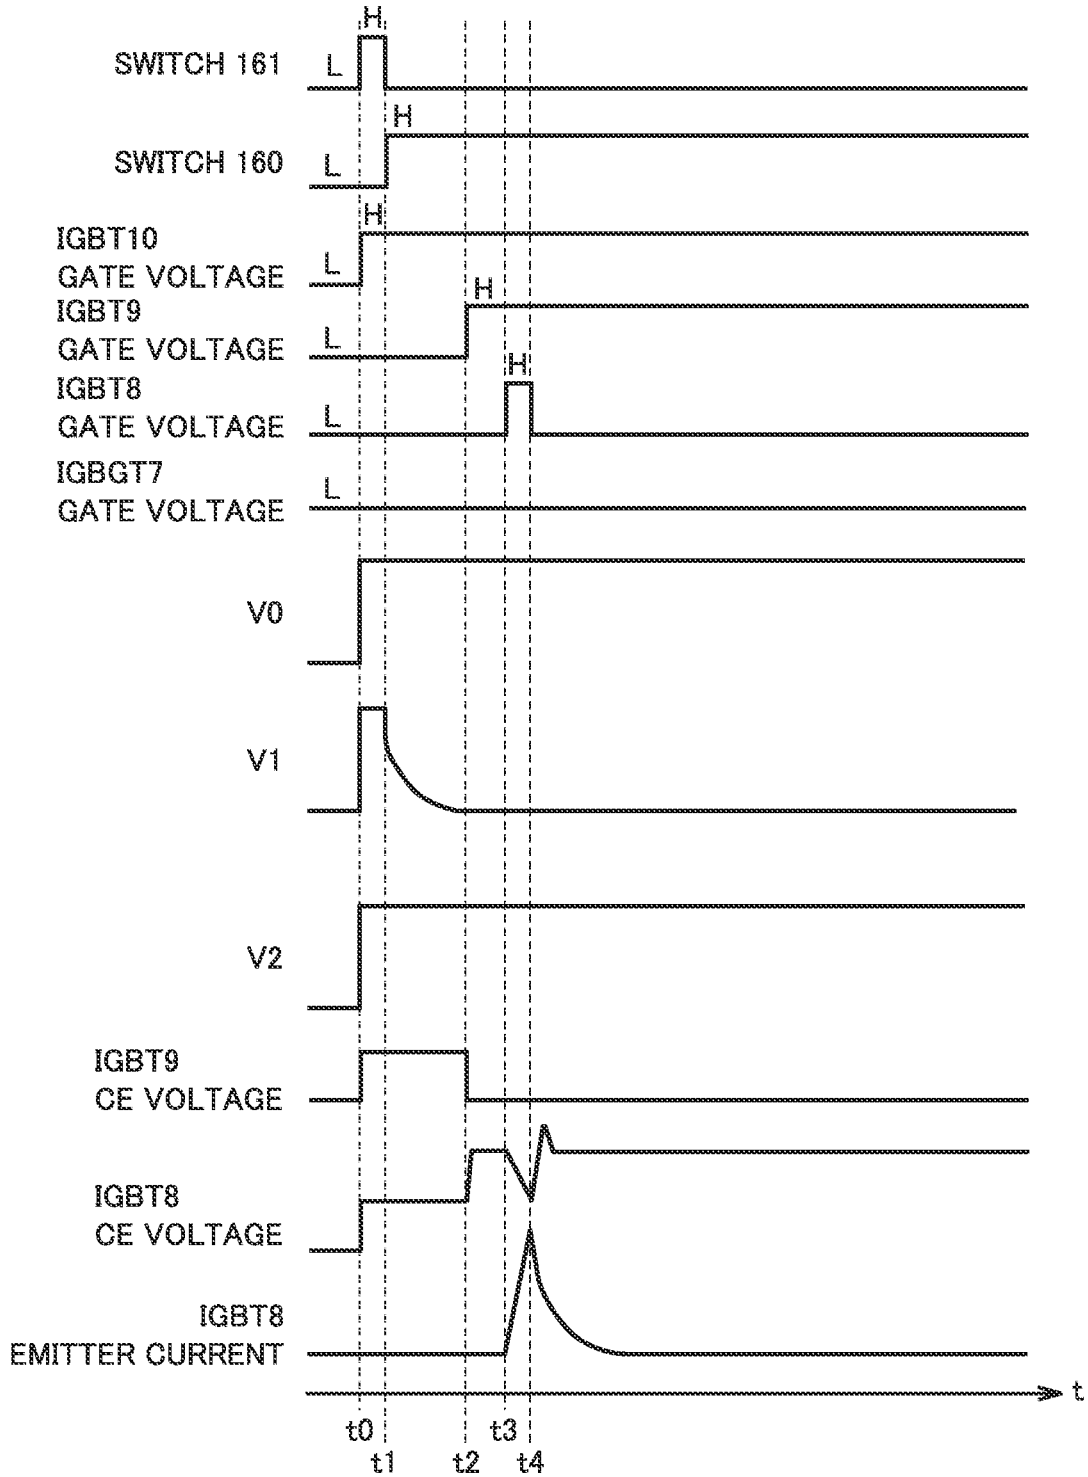 H
SWITCH 161 L
H
SWITCH 160 L
H
IGBT10
GATE VOLTAGE L
H
IGBT9
GATE VOLTAGE L
H
IGBT8
GATE VOLTAGE L
IGBGT7
GATE VOLTAGE L
V0
V1
V2
IGBT9
CE VOLTAGE
IGBT8
CE VOLTAGE
IGBT8
EMITTER CURRENT
t
t0 t3
t1 t2 t4